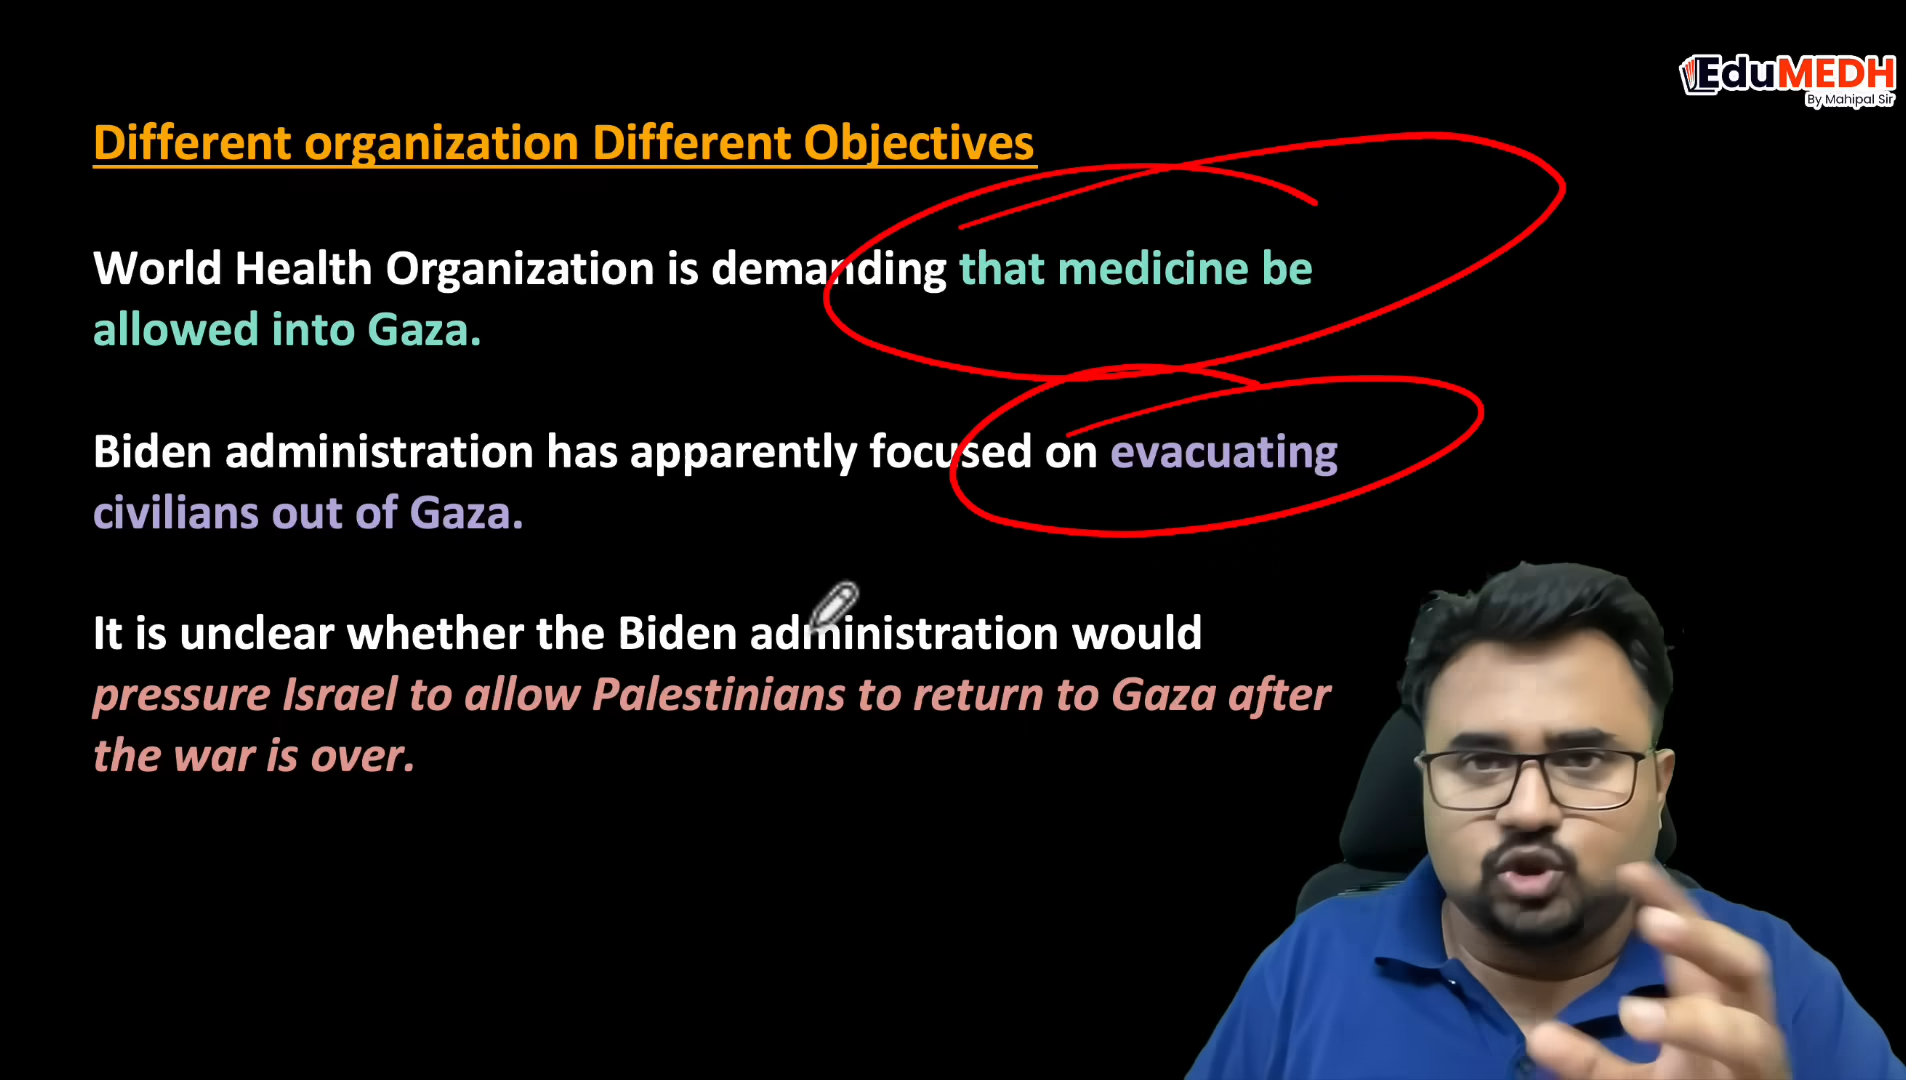 EduMEDH
By Mahipal Sir
Different organization Different Objectives
World Health Organization is demanding that medicine be
allowed into Gaza.
Biden administration has apparently focused on evacuating
civilians out of Gaza.
It is unclear whether the Biden administration would
pressure Israel to allow Palestinians to return to Gaza after
the war is over.